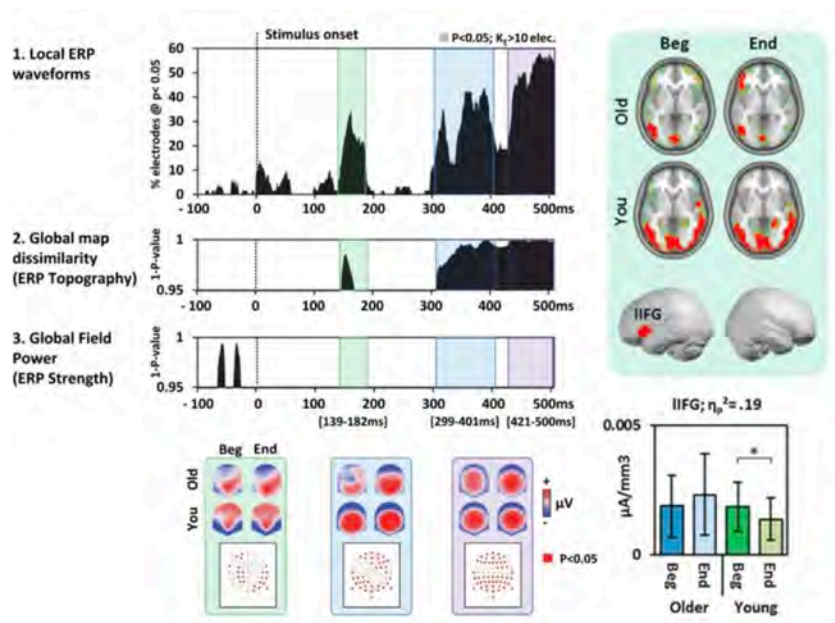 Stimulus onset
P<0.05; KE>10 elec.
1. Local ERP
waveforms
% electrodes @ p< 0.05
60
50
40
30
20
10
0
- 100 0 100 200 300 400 500ms
2. Global map
dissimilarity
(ERP Topography)
1-P-value
1
0.95
-100 0 100 200 300 400 500ms
3. Global Field
Power
(ERP Strength)
1-P-value
1
0.95
-100 0 100 200 300 400 500ms
[139-182ms] [299-401ms] [421-500ms]
Beg End
Old
You
+
μV
-
P<0.05
Beg End
Old
You
lIFG
lIFG; ηp²= .19
0.005
μA/mm3
0
*
Beg End Beg End
Older Young